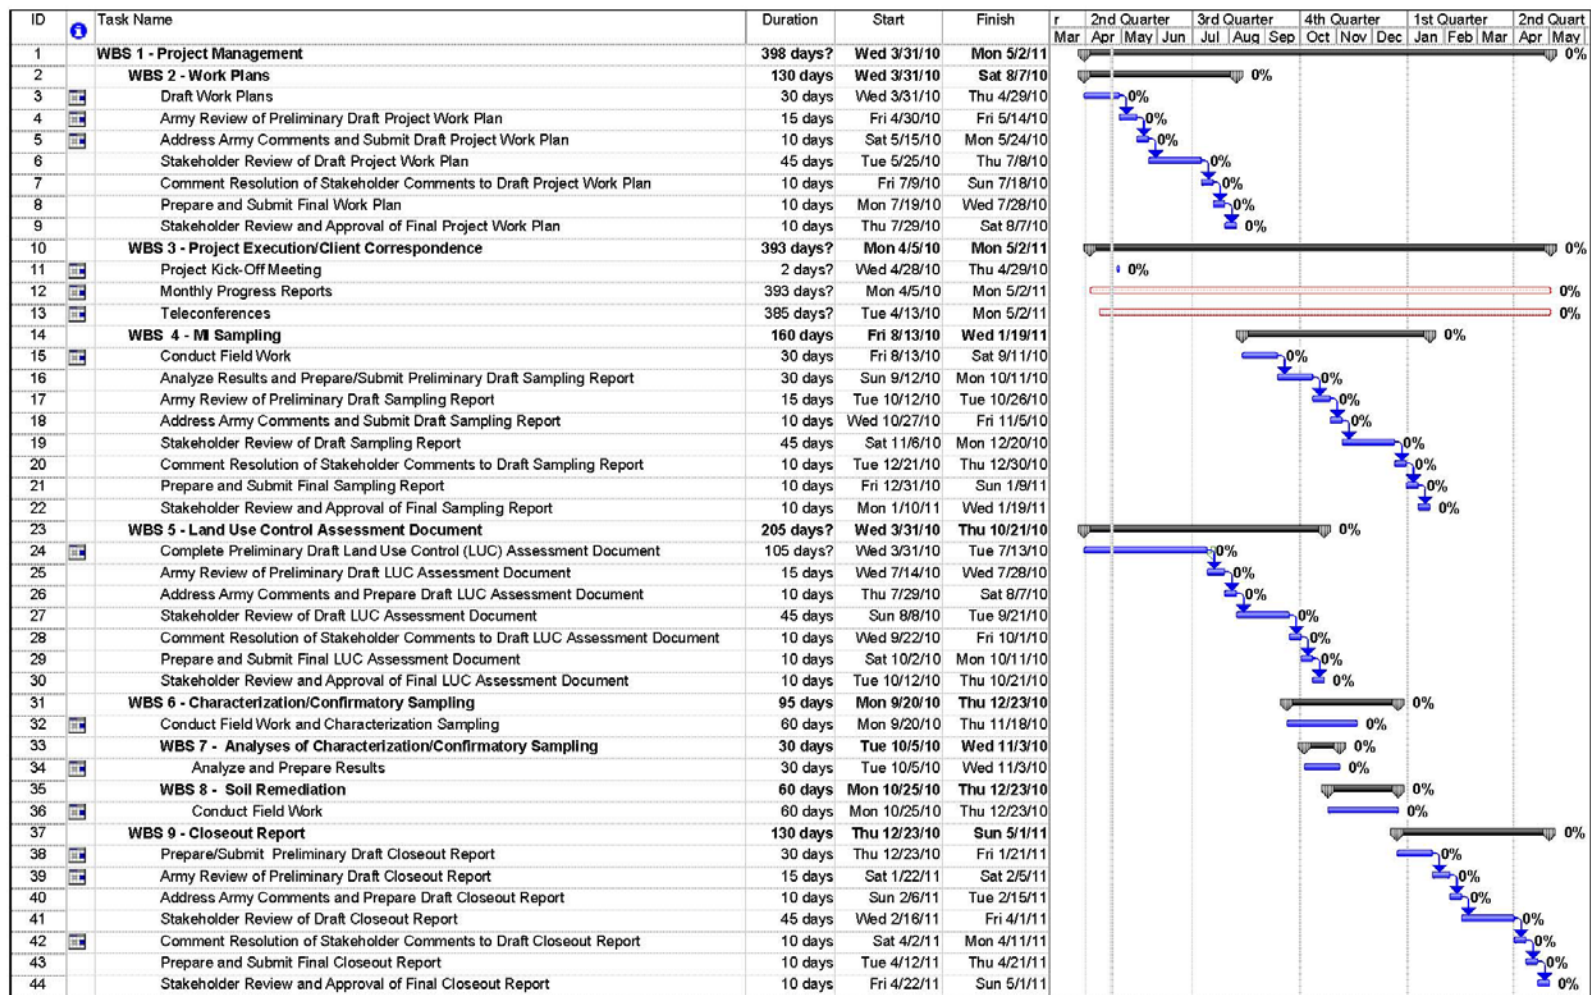 ID Task Name Duration Start Finish r 2nd Quarter 3rd Quarter 4th Quarter 1st Quarter 2nd Quart
Mar Apr May Jun Jul Aug Sep Oct Nov Dec Jan Feb Mar Apr May
1 WBS 1 - Project Management 398 days? Wed 3/31/10 Mon 5/2/11 0%
2 WBS 2 - Work Plans 130 days Wed 3/31/10 Sat 8/7/10 0%
3 Draft Work Plans 30 days Wed 3/31/10 Thu 4/29/10 0%
4 Army Review of Preliminary Draft Project Work Plan 15 days Fri 4/30/10 Fri 5/14/10 0%
5 Address Army Comments and Submit Draft Project Work Plan 10 days Sat 5/15/10 Mon 5/24/10 0%
6 Stakeholder Review of Draft Project Work Plan 45 days Tue 5/25/10 Thu 7/8/10 0%
7 Comment Resolution of Stakeholder Comments to Draft Project Work Plan 10 days Fri 7/9/10 Sun 7/18/10 0%
8 Prepare and Submit Final Work Plan 10 days Mon 7/19/10 Wed 7/28/10 0%
9 Stakeholder Review and Approval of Final Project Work Plan 10 days Thu 7/29/10 Sat 8/7/10 0%
10 WBS 3 - Project Execution/Client Correspondence 393 days? Mon 4/5/10 Mon 5/2/11 0%
11 Project Kick-Off Meeting 2 days? Wed 4/28/10 Thu 4/29/10 0%
12 Monthly Progress Reports 393 days? Mon 4/5/10 Mon 5/2/11 0%
13 Teleconferences 385 days? Tue 4/13/10 Mon 5/2/11 0%
14 WBS 4 - MI Sampling 160 days Fri 8/13/10 Wed 1/19/11 0%
15 Conduct Field Work 30 days Fri 8/13/10 Sat 9/11/10 0%
16 Analyze Results and Prepare/Submit Preliminary Draft Sampling Report 30 days Sun 9/12/10 Mon 10/11/10 0%
17 Army Review of Preliminary Draft Sampling Report 15 days Tue 10/12/10 Tue 10/26/10 0%
18 Address Army Comments and Submit Draft Sampling Report 10 days Wed 10/27/10 Fri 11/5/10 0%
19 Stakeholder Review of Draft Sampling Report 45 days Sat 11/6/10 Mon 12/20/10 0%
20 Comment Resolution of Stakeholder Comments to Draft Sampling Report 10 days Tue 12/21/10 Thu 12/30/10 0%
21 Prepare and Submit Final Sampling Report 10 days Fri 12/31/10 Sun 1/9/11 0%
22 Stakeholder Review and Approval of Final Sampling Report 10 days Mon 1/10/11 Wed 1/19/11 0%
23 WBS 5 - Land Use Control Assessment Document 205 days? Wed 3/31/10 Thu 10/21/10 0%
24 Complete Preliminary Draft Land Use Control (LUC) Assessment Document 105 days? Wed 3/31/10 Tue 7/13/10 0%
25 Army Review of Preliminary Draft LUC Assessment Document 15 days Wed 7/14/10 Wed 7/28/10 0%
26 Address Army Comments and Prepare Draft LUC Assessment Document 10 days Thu 7/29/10 Sat 8/7/10 0%
27 Stakeholder Review of Draft LUC Assessment Document 45 days Sun 8/8/10 Tue 9/21/10 0%
28 Comment Resolution of Stakeholder Comments to Draft LUC Assessment Document 10 days Wed 9/22/10 Fri 10/1/10 0%
29 Prepare and Submit Final LUC Assessment Document 10 days Sat 10/2/10 Mon 10/11/10 0%
30 Stakeholder Review and Approval of Final LUC Assessment Document 10 days Tue 10/12/10 Thu 10/21/10 0%
31 WBS 6 - Characterization/Confirmatory Sampling 95 days Mon 9/20/10 Thu 12/23/10 0%
32 Conduct Field Work and Characterization Sampling 60 days Mon 9/20/10 Thu 11/18/10 0%
33 WBS 7 - Analyses of Characterization/Confirmatory Sampling 30 days Tue 10/5/10 Wed 11/3/10 0%
34 Analyze and Prepare Results 30 days Tue 10/5/10 Wed 11/3/10 0%
35 WBS 8 - Soil Remediation 60 days Mon 10/25/10 Thu 12/23/10 0%
36 Conduct Field Work 60 days Mon 10/25/10 Thu 12/23/10 0%
37 WBS 9 - Closeout Report 130 days Thu 12/23/10 Sun 5/1/11 0%
38 Prepare/Submit Preliminary Draft Closeout Report 30 days Thu 12/23/10 Fri 1/21/11 0%
39 Army Review of Preliminary Draft Closeout Report 15 days Sat 1/22/11 Sat 2/5/11 0%
40 Address Army Comments and Prepare Draft Closeout Report 10 days Sun 2/6/11 Tue 2/15/11 0%
41 Stakeholder Review of Draft Closeout Report 45 days Wed 2/16/11 Fri 4/1/11 0%
42 Comment Resolution of Stakeholder Comments to Draft Closeout Report 10 days Sat 4/2/11 Mon 4/11/11 0%
43 Prepare and Submit Final Closeout Report 10 days Tue 4/12/11 Thu 4/21/11 0%
44 Stakeholder Review and Approval of Final Closeout Report 10 days Fri 4/22/11 Sun 5/1/11 0%